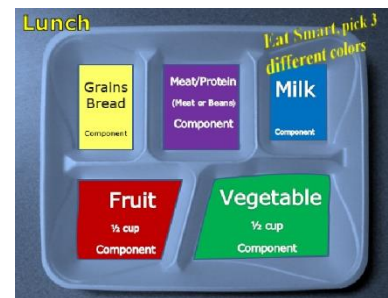 Lunch
Eat Smart, pick 3
different colors
Grains
Bread
Component
Meat/Protein
(Meat or Beans)
Component
Milk
Component
Fruit
½ cup
Component
Vegetable
½ cup
Component